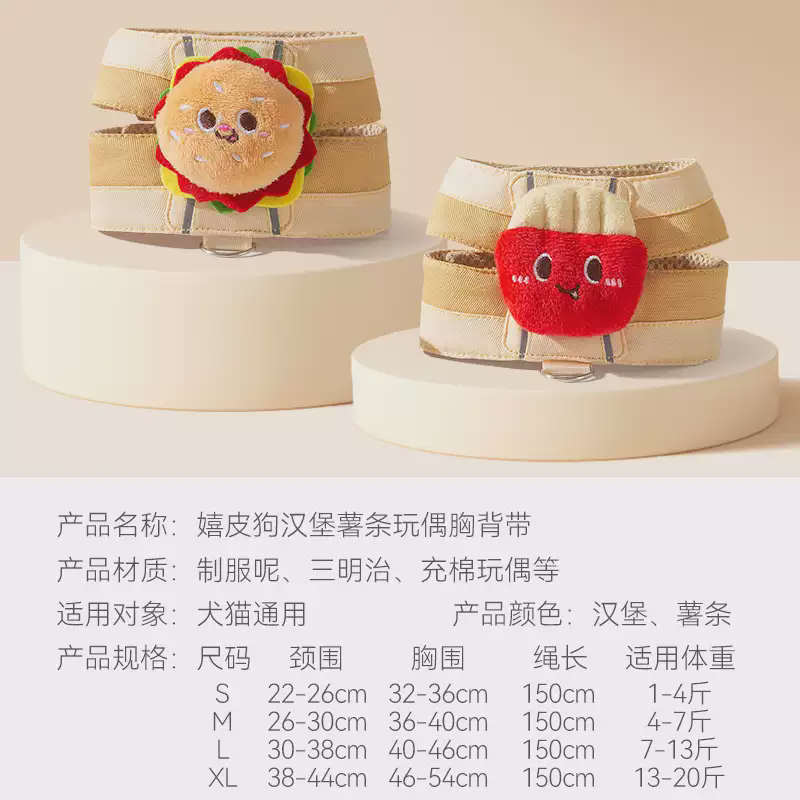 产品名称：嬉皮狗汉堡薯条玩偶胸背带
产品材质：制服呢、三明治、充棉玩偶等
适用对象：犬猫通用 产品颜色：汉堡、薯条
产品规格：尺码 颈围 胸围 绳长 适用体重
S 22-26cm 32-36cm 150cm 1-4斤
M 26-30cm 36-40cm 150cm 4-7斤
L 30-38cm 40-46cm 150cm 7-13斤
XL 38-44cm 46-54cm 150cm 13-20斤